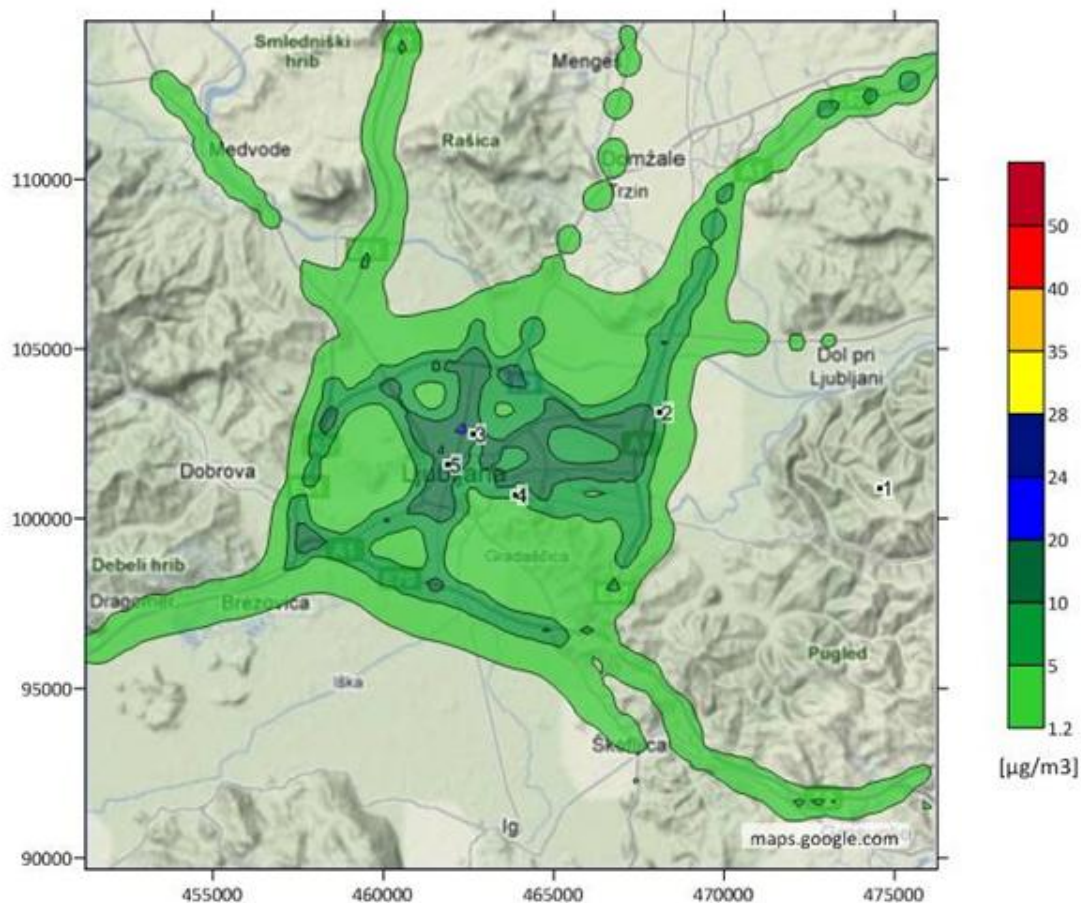 Smledniški
hrib
Mengeš
Medvode
Rašica
Domžale
Trzin
110000
105000
100000
95000
90000
Dol pri
Ljubljani
Dobrova
Ljubljana
1
2
3
4
5
Gradaščica
Debeli hrib
Dragomer
Brezovica
Pugled
Iška
Škofljica
Ig
maps.google.com
455000
460000
465000
470000
475000
50
40
35
28
24
20
10
5
1.2
[µg/m3]